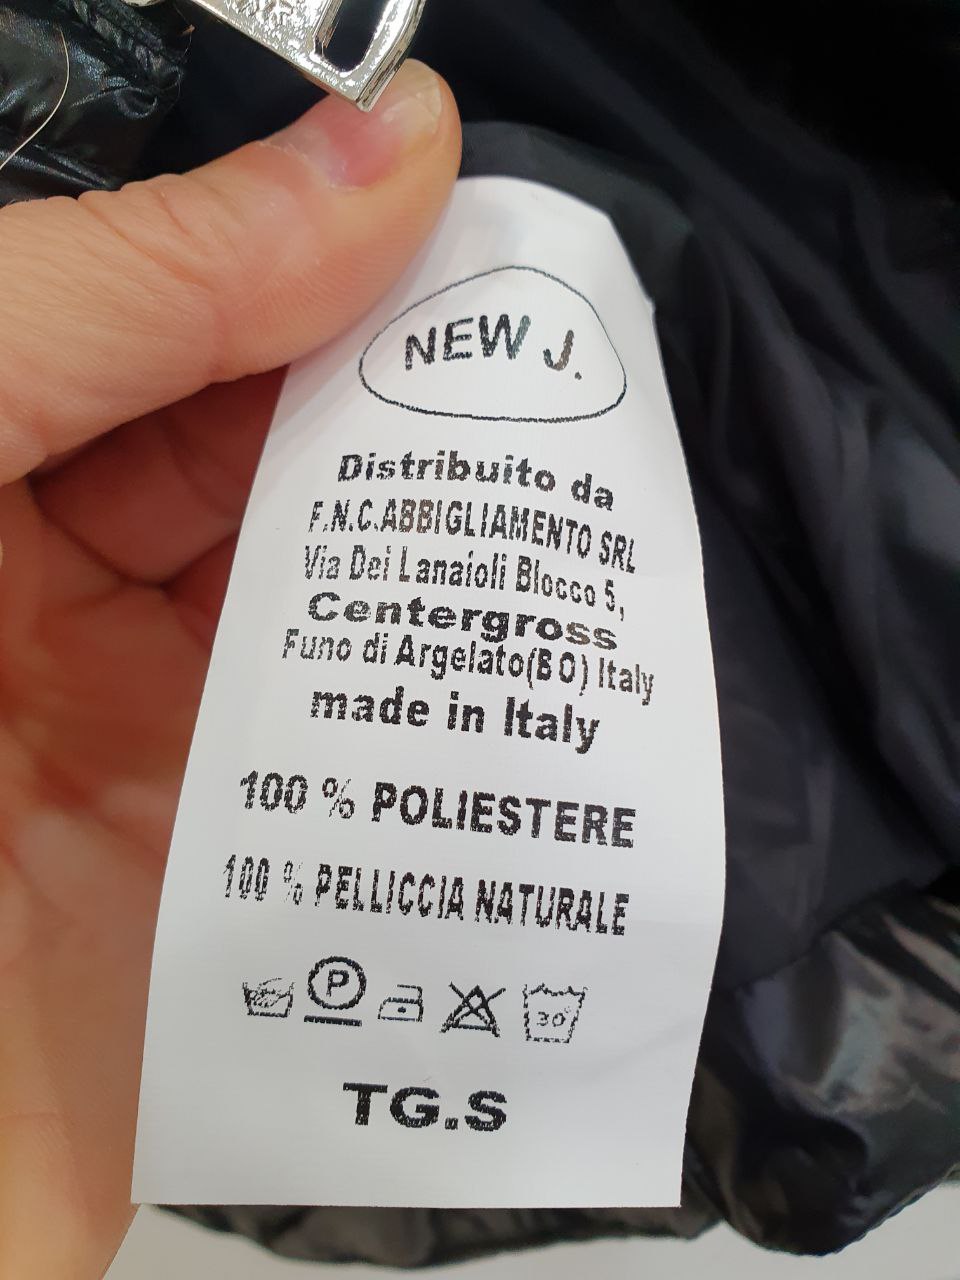 NEW J.
Distribuito da
F.N.C.ABBIGLIAMENTO SRL
Via Dei Lanaioli Blocco 5,
Centergross
Funo di Argelato(BO) Italy
made in Italy
100 % POLIESTERE
100 % PELLICCIA NATURALE
P 30
TG.S